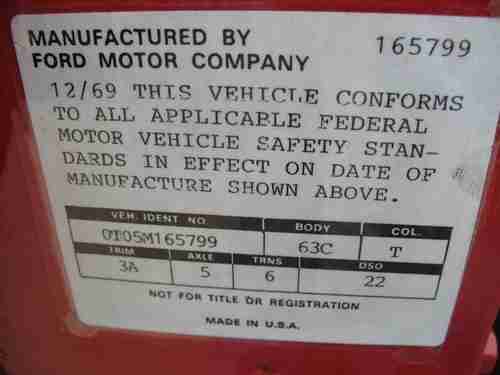 MANUFACTURED BY 165799
FORD MOTOR COMPANY
12/69 THIS VEHICLE CONFORMS
TO ALL APPLICABLE FEDERAL
MOTOR VEHICLE SAFETY STAN-
DARDS IN EFFECT ON DATE OF
MANUFACTURE SHOWN ABOVE.
VEH. IDENT NO. BODY COL.
0T05M165799 63C T
TRIM AXLE TRNS DSO
3A 5 6 22
NOT FOR TITLE OR REGISTRATION
MADE IN U.S.A.